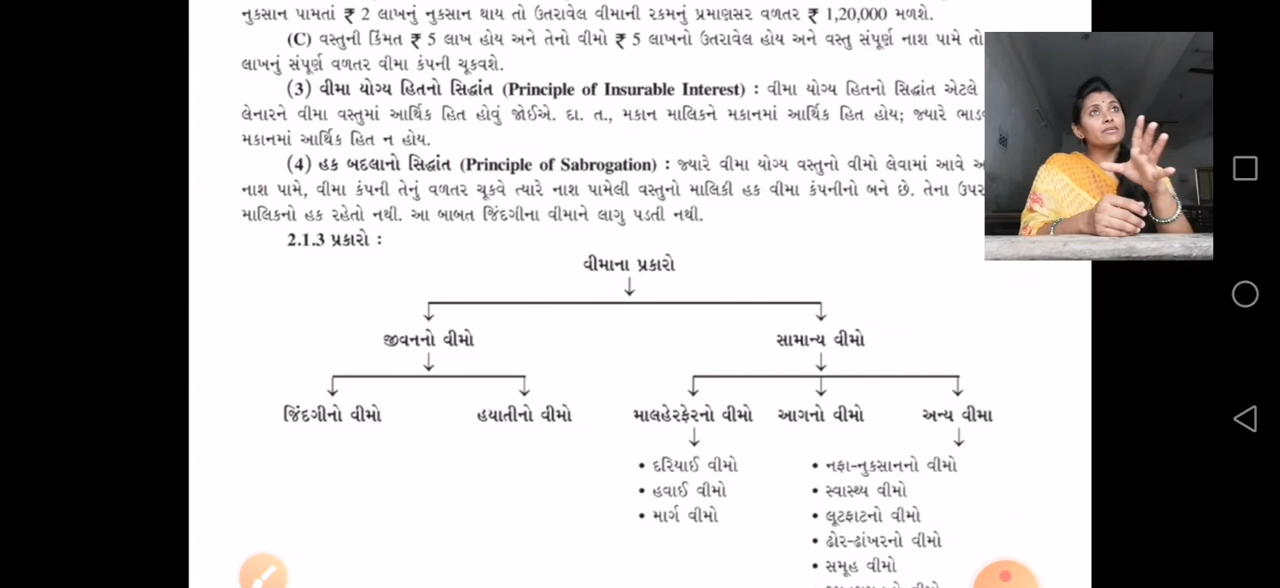 નુકસાન પામતાં ₹ 2 લાખનું નુકસાન થાય તો ઉતરાવેલ વીમાની રકમનું પ્રમાણસર વળતર ₹ 1,20,000 મળશે.
(C) વસ્તુની કિંમત ₹ 5 લાખ હોય અને તેનો વીમો ₹ 5 લાખનો ઉતરાવેલ હોય અને વસ્તુ સંપૂર્ણ નાશ પામે તો
લાખનું સંપૂર્ણ વળતર વીમા કંપની ચૂકવશે.
(3) વીમા યોગ્ય હિતનો સિદ્ધાંત (Principle of Insurable Interest) : વીમા યોગ્ય હિતનો સિદ્ધાંત એટલે
લેનારને વીમા વસ્તુમાં આર્થિક હિત હોવું જોઈએ. દા. ત., મકાન માલિકને મકાનમાં આર્થિક હિત હોય; જ્યારે
મકાનમાં આર્થિક હિત ન હોય.
(4) હક બદલાનો સિદ્ધાંત (Principle of Sabrogation) : જ્યારે વીમા યોગ્ય વસ્તુનો વીમો લેવામાં આવે
નાશ પામે, વીમા કંપની તેનું વળતર ચૂકવે ત્યારે નાશ પામેલી વસ્તુનો માલિકી હક વીમા કંપનીનો બને છે. તેના ઉપર
માલિકનો હક રહેતો નથી. આ બાબત જિંદગીના વીમાને લાગુ પડતી નથી.
2.1.3 પ્રકારો :
વીમાના પ્રકારો
જીવનનો વીમો સામાન્ય વીમો
જિંદગીનો વીમો હયાતીનો વીમો માલહેરફેરનો વીમો આગનો વીમો અન્ય વીમા
• દરિયાઈ વીમો • નફા-નુકસાનનો વીમો
• હવાઈ વીમો • સ્વાસ્થ્ય વીમો
• માર્ગ વીમો • લૂટફાટનો વીમો
• ઢોર-ઢાંખરનો વીમો
• સમૂહ વીમો